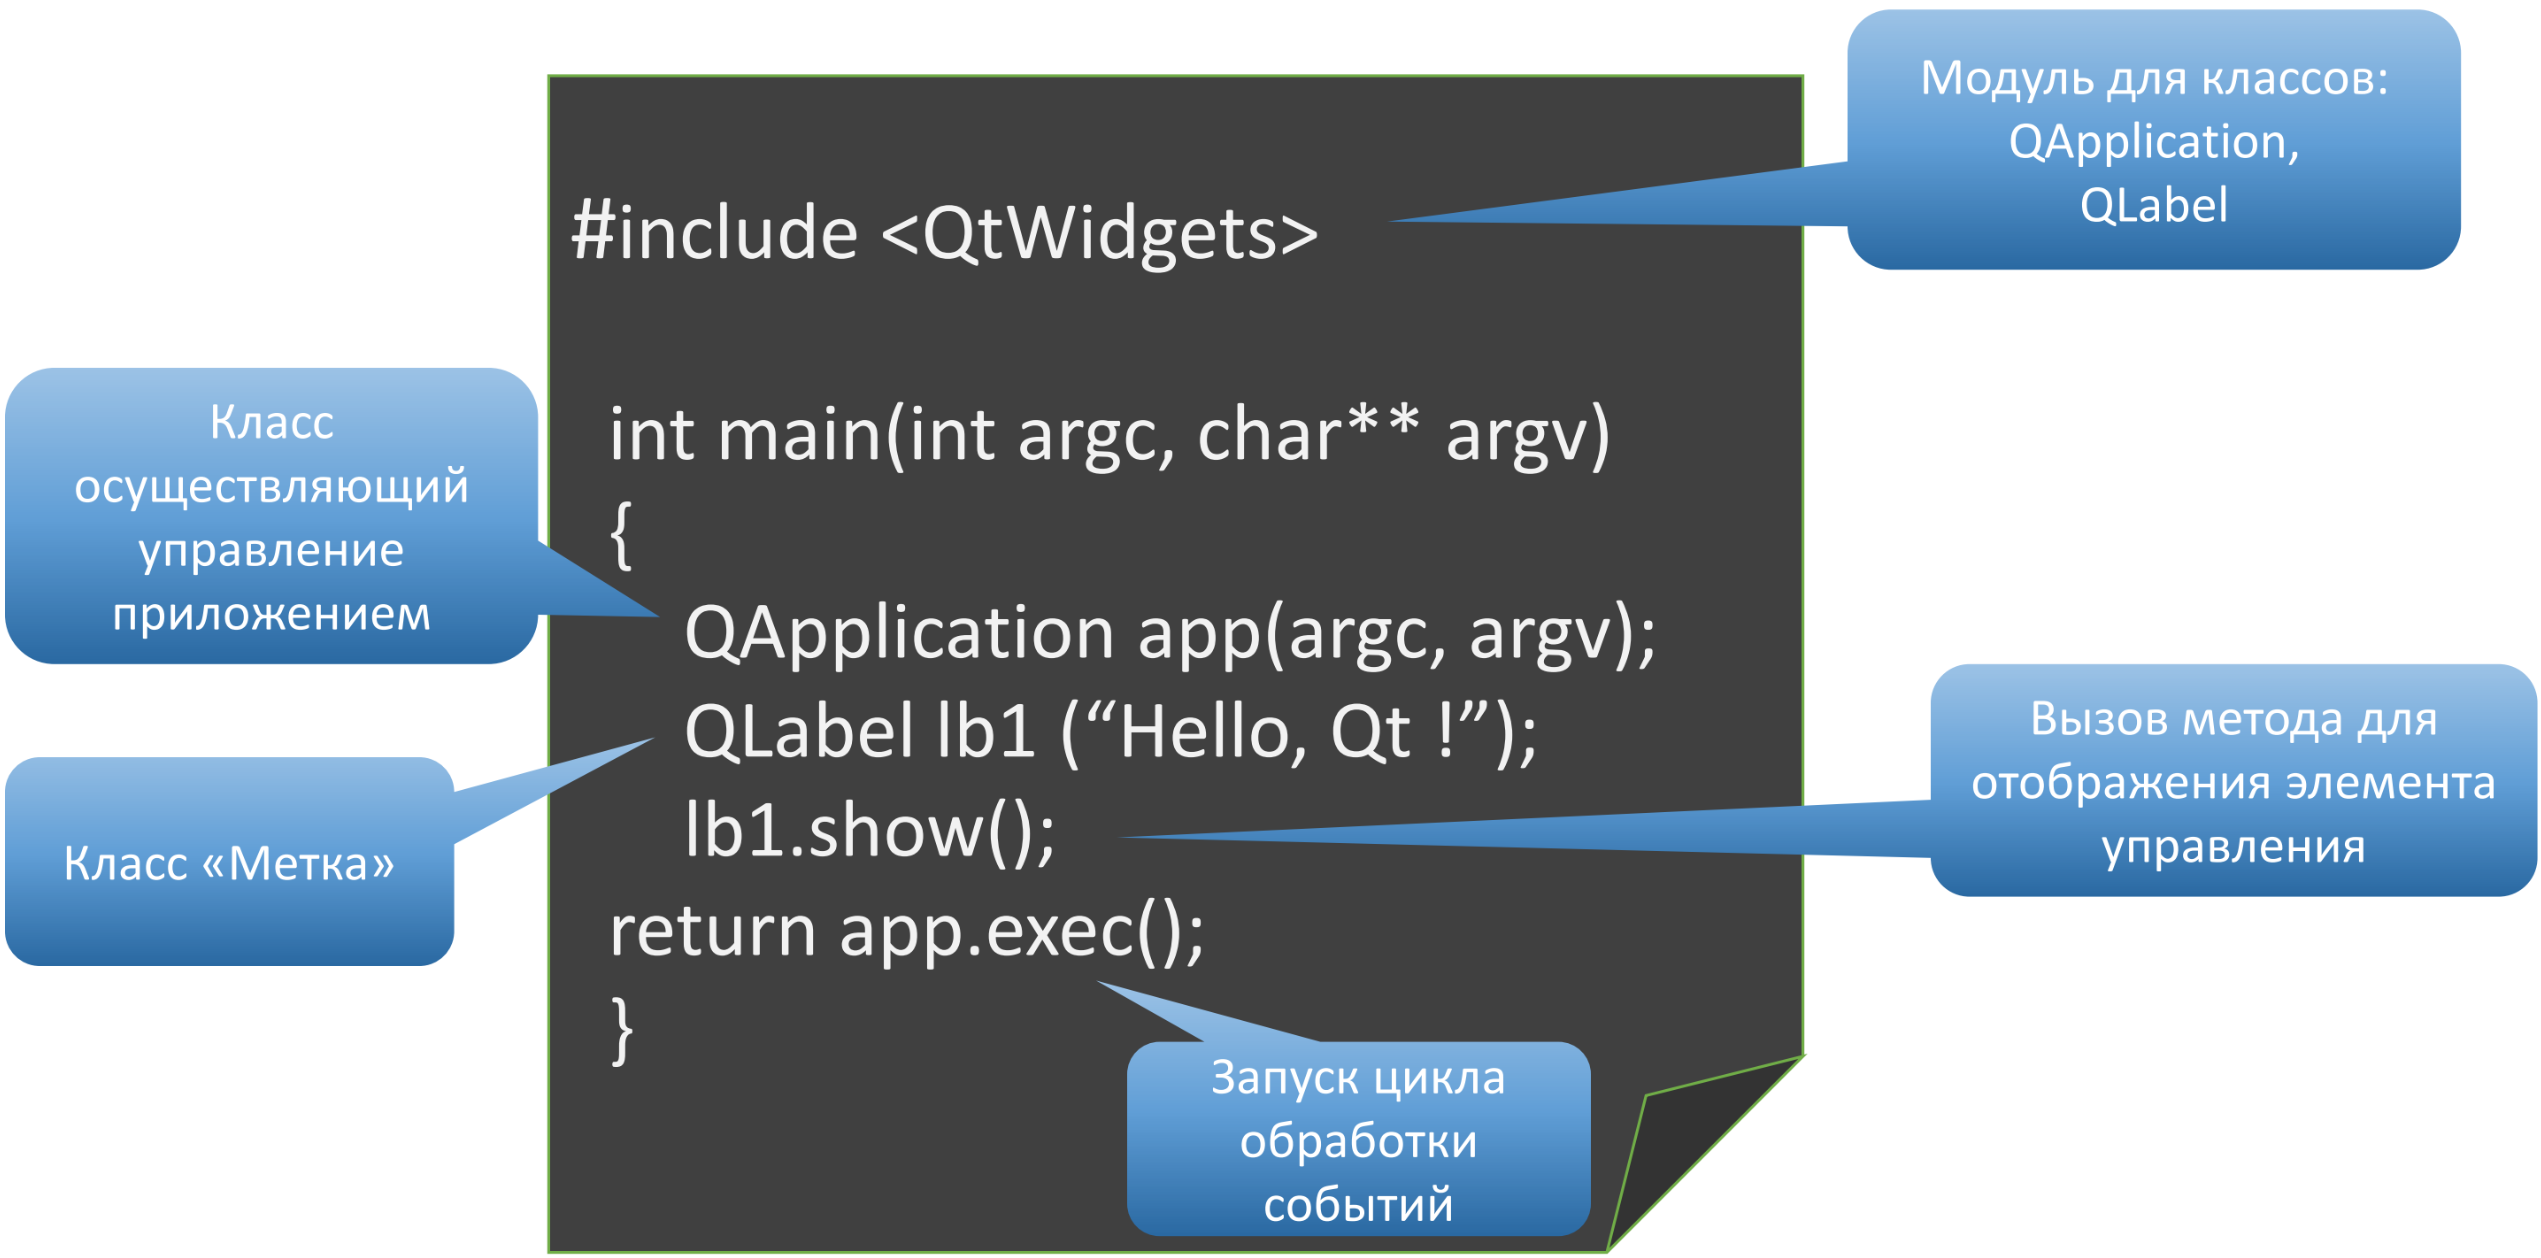 Модуль для классов:
QApplication,
QLabel
#include <QtWidgets>
int main(int argc, char** argv)
{
QApplication app(argc, argv);
QLabel lb1 (“Hello, Qt !”);
lb1.show();
return app.exec();
}
Класс
осуществляющий
управление
приложением
Класс «Метка»
Вызов метода для
отображения элемента
управления
Запуск цикла
обработки
событий